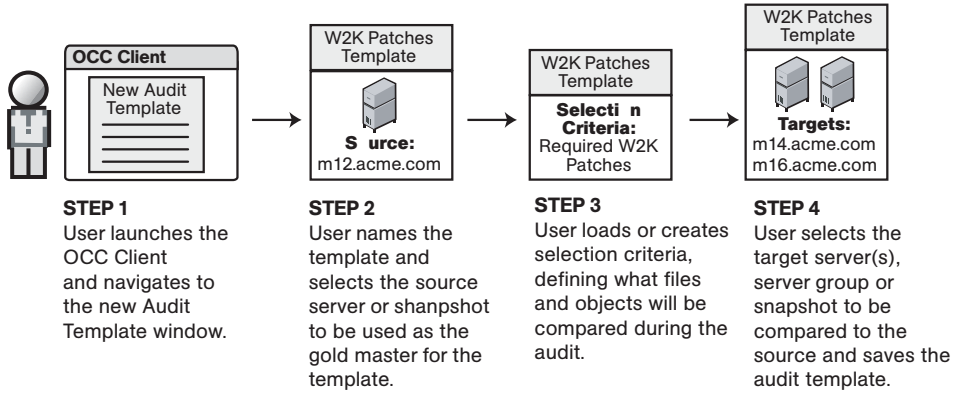 OCC Client
New Audit
Template
W2K Patches
Template
S urce:
m12.acme.com
W2K Patches
Template
Selecti n
Criteria:
Required W2K
Patches
W2K Patches
Template
Targets:
m14.acme.com
m16.acme.com
STEP 1
User launches the
OCC Client
and navigates to
the new Audit
Template window.
STEP 2
User names the
template and
selects the source
server or shanpshot
to be used as the
gold master for the
template.
STEP 3
User loads or creates
selection criteria,
defining what files
and objects will be
compared during the
audit.
STEP 4
User selects the
target server(s),
server group or
snapshot to be
compared to the
source and saves the
audit template.